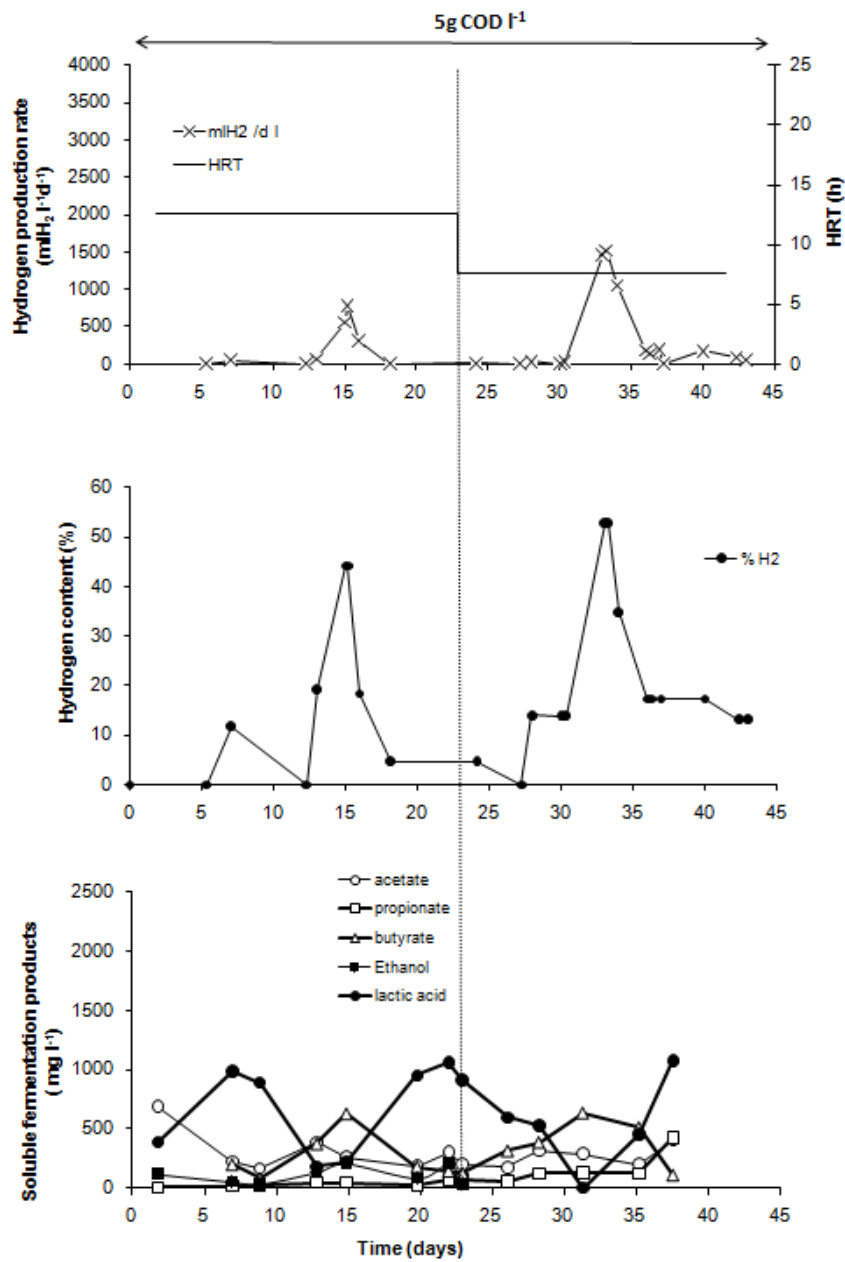 5g COD l-1
4000
3500
3000
2500
2000
1500
1000
500
0
25
20
15
10
5
0
Hydrogen production rate
(mlH2 l-1d-1)
HRT (h)
mlH2 /d l
HRT
0 5 10 15 20 25 30 35 40 45
60
50
40
30
20
10
0
Hydrogen content (%)
% H2
0 5 10 15 20 25 30 35 40 45
acetate
propionate
butyrate
Ethanol
lactic acid
2500
2000
1500
1000
500
0
Soluble fermentation products
( mg l-1)
0 5 10 15 20 25 30 35 40 45
Time (days)